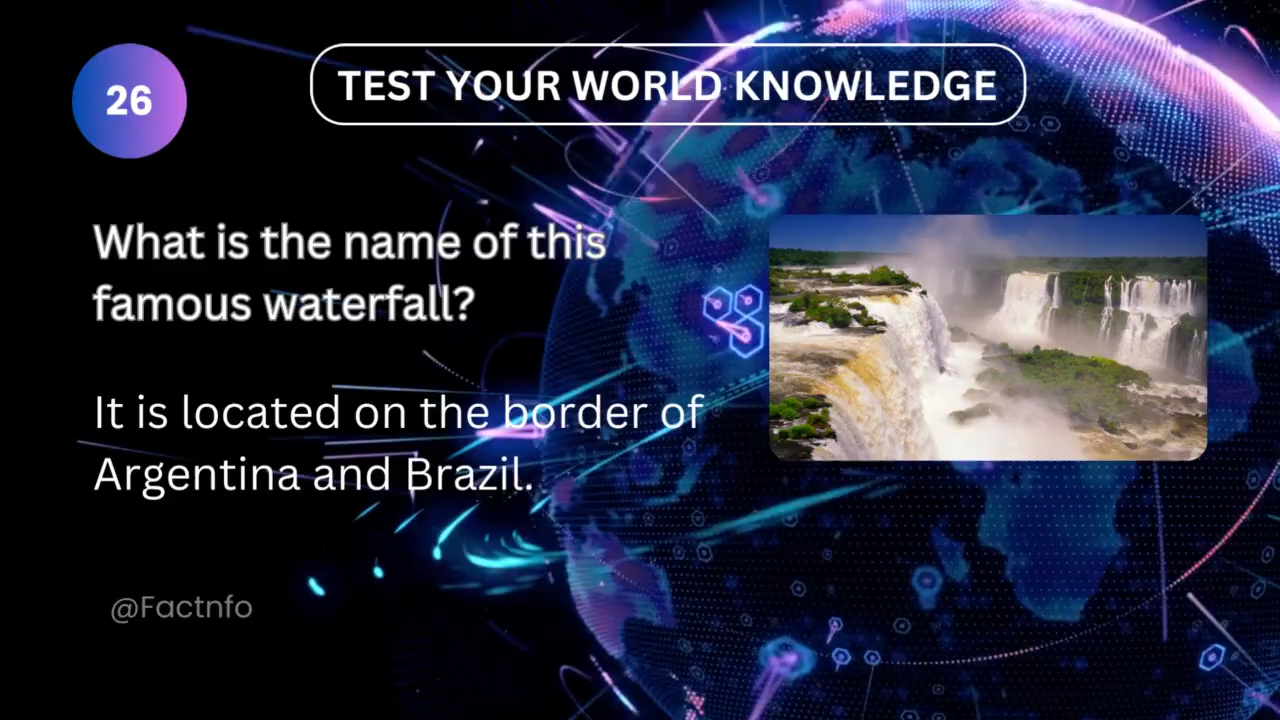 26
TEST YOUR WORLD KNOWLEDGE
What is the name of this
famous waterfall?
It is located on the border of
Argentina and Brazil.
@Factnfo